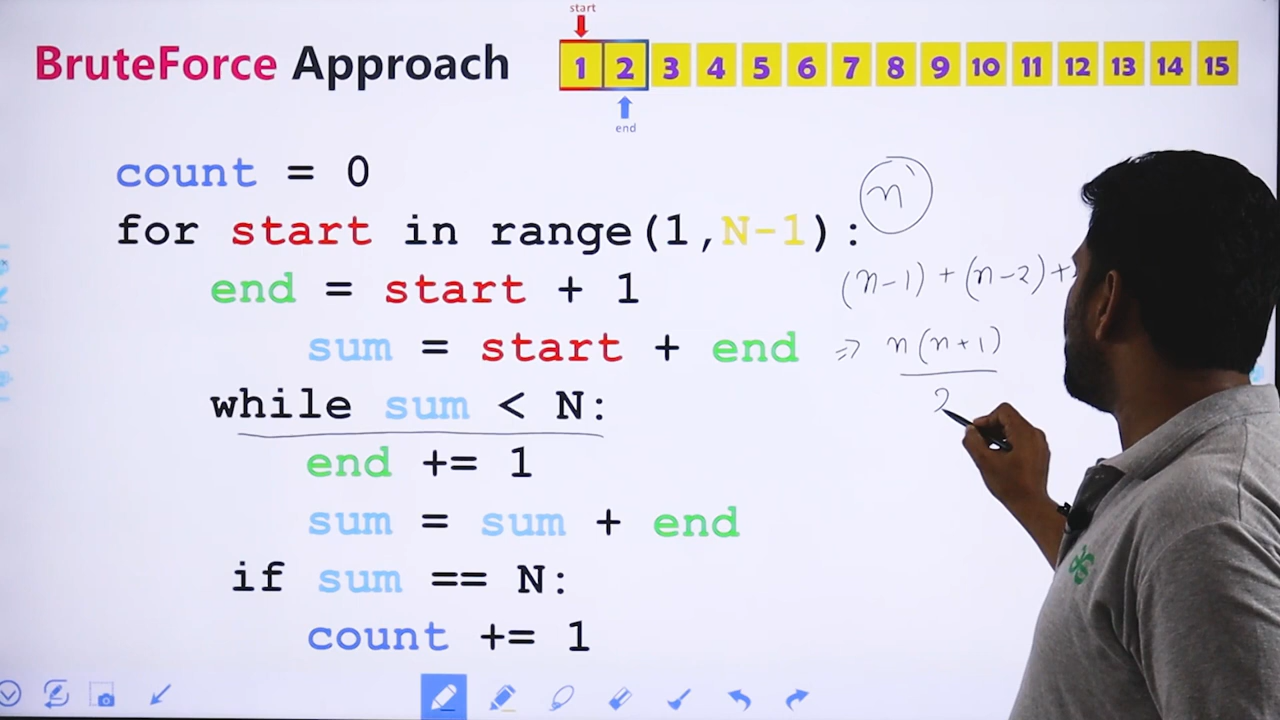 start
BruteForce Approach
1 2 3 4 5 6 7 8 9 10 11 12 13 14 15
end
count = 0
n
for start in range(1,N-1):
(n-1) + (n-2) +
end = start + 1
sum = start + end
=> n(n+1)
2
while sum < N:
end += 1
sum = sum + end
if sum == N:
count += 1